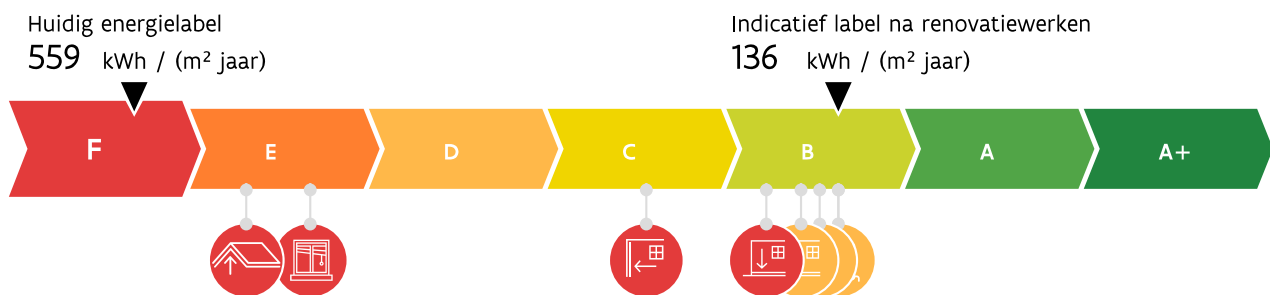 Huidig energielabel
559 kWh / (m² jaar)
Indicatief label na renovatiewerken
136 kWh / (m² jaar)
F
E
D
C
B
A
A+